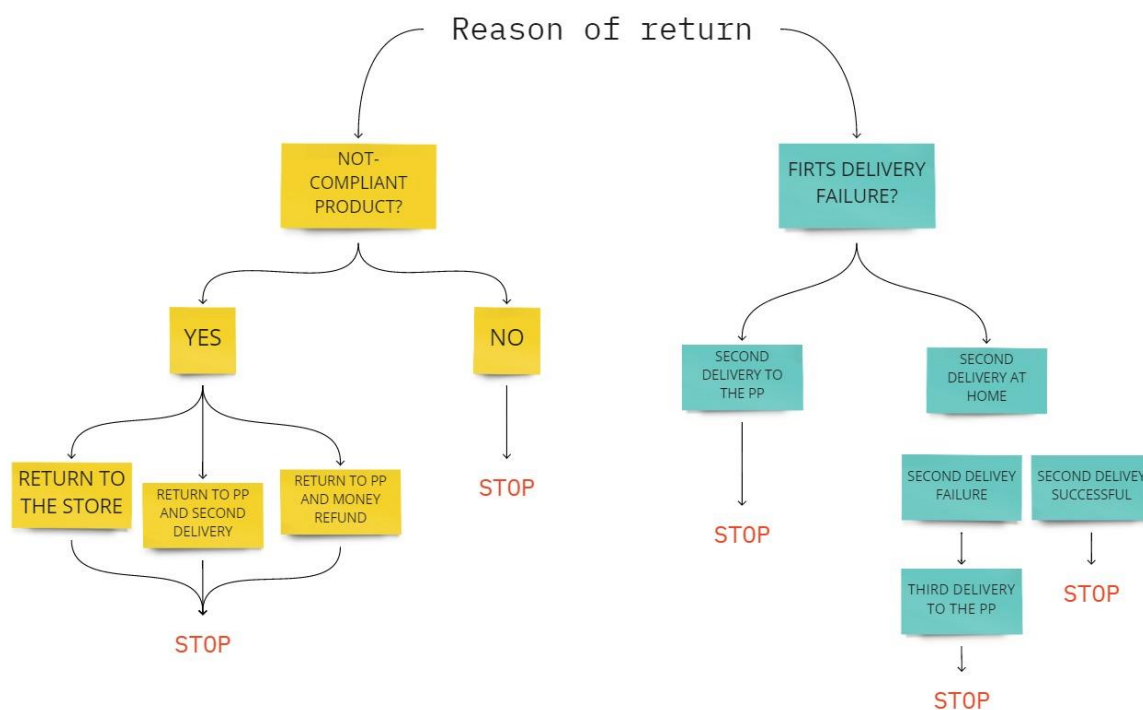 Reason of return
NOT-
COMPLIANT
PRODUCT?
FIRTS DELIVERY
FAILURE?
YES
NO
SECOND
DELIVERY TO
THE PP
SECOND
DELIVERY AT
HOME
RETURN TO
THE STORE
RETURN TO PP
AND SECOND
DELIVERY
RETURN TO PP
AND MONEY
REFUND
STOP
STOP
SECOND DELIVEY
FAILURE
SECOND DELIVEY
SUCCESSFUL
STOP
THIRD DELIVERY
TO THE PP
STOP
STOP
STOP